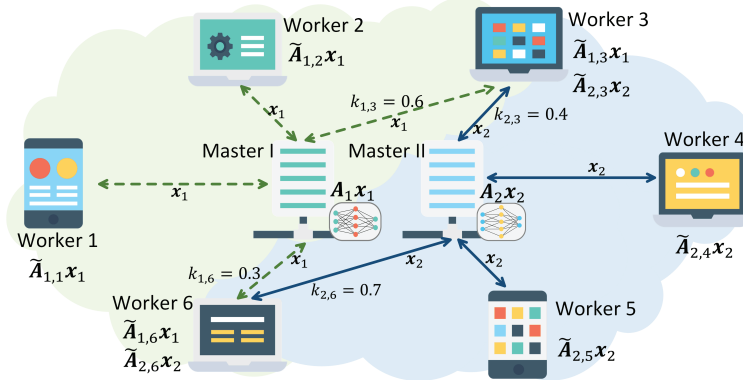 Worker 2
Ã₁,₂x₁
Worker 3
Ã₁,₃x₁
Ã₂,₃x₂
k₁,₃ = 0.6
x₁
x₁
k₂,₃ = 0.4
x₂
Master I
Master II
Worker 4
Ã₂,₄x₂
x₁
A₁x₁
A₂x₂
x₂
Worker 1
Ã₁,₁x₁
k₁,₆ = 0.3
x₁
x₂
x₂
k₂,₆ = 0.7
Worker 6
Ã₁,₆x₁
Ã₂,₆x₂
Worker 5
Ã₂,₅x₂